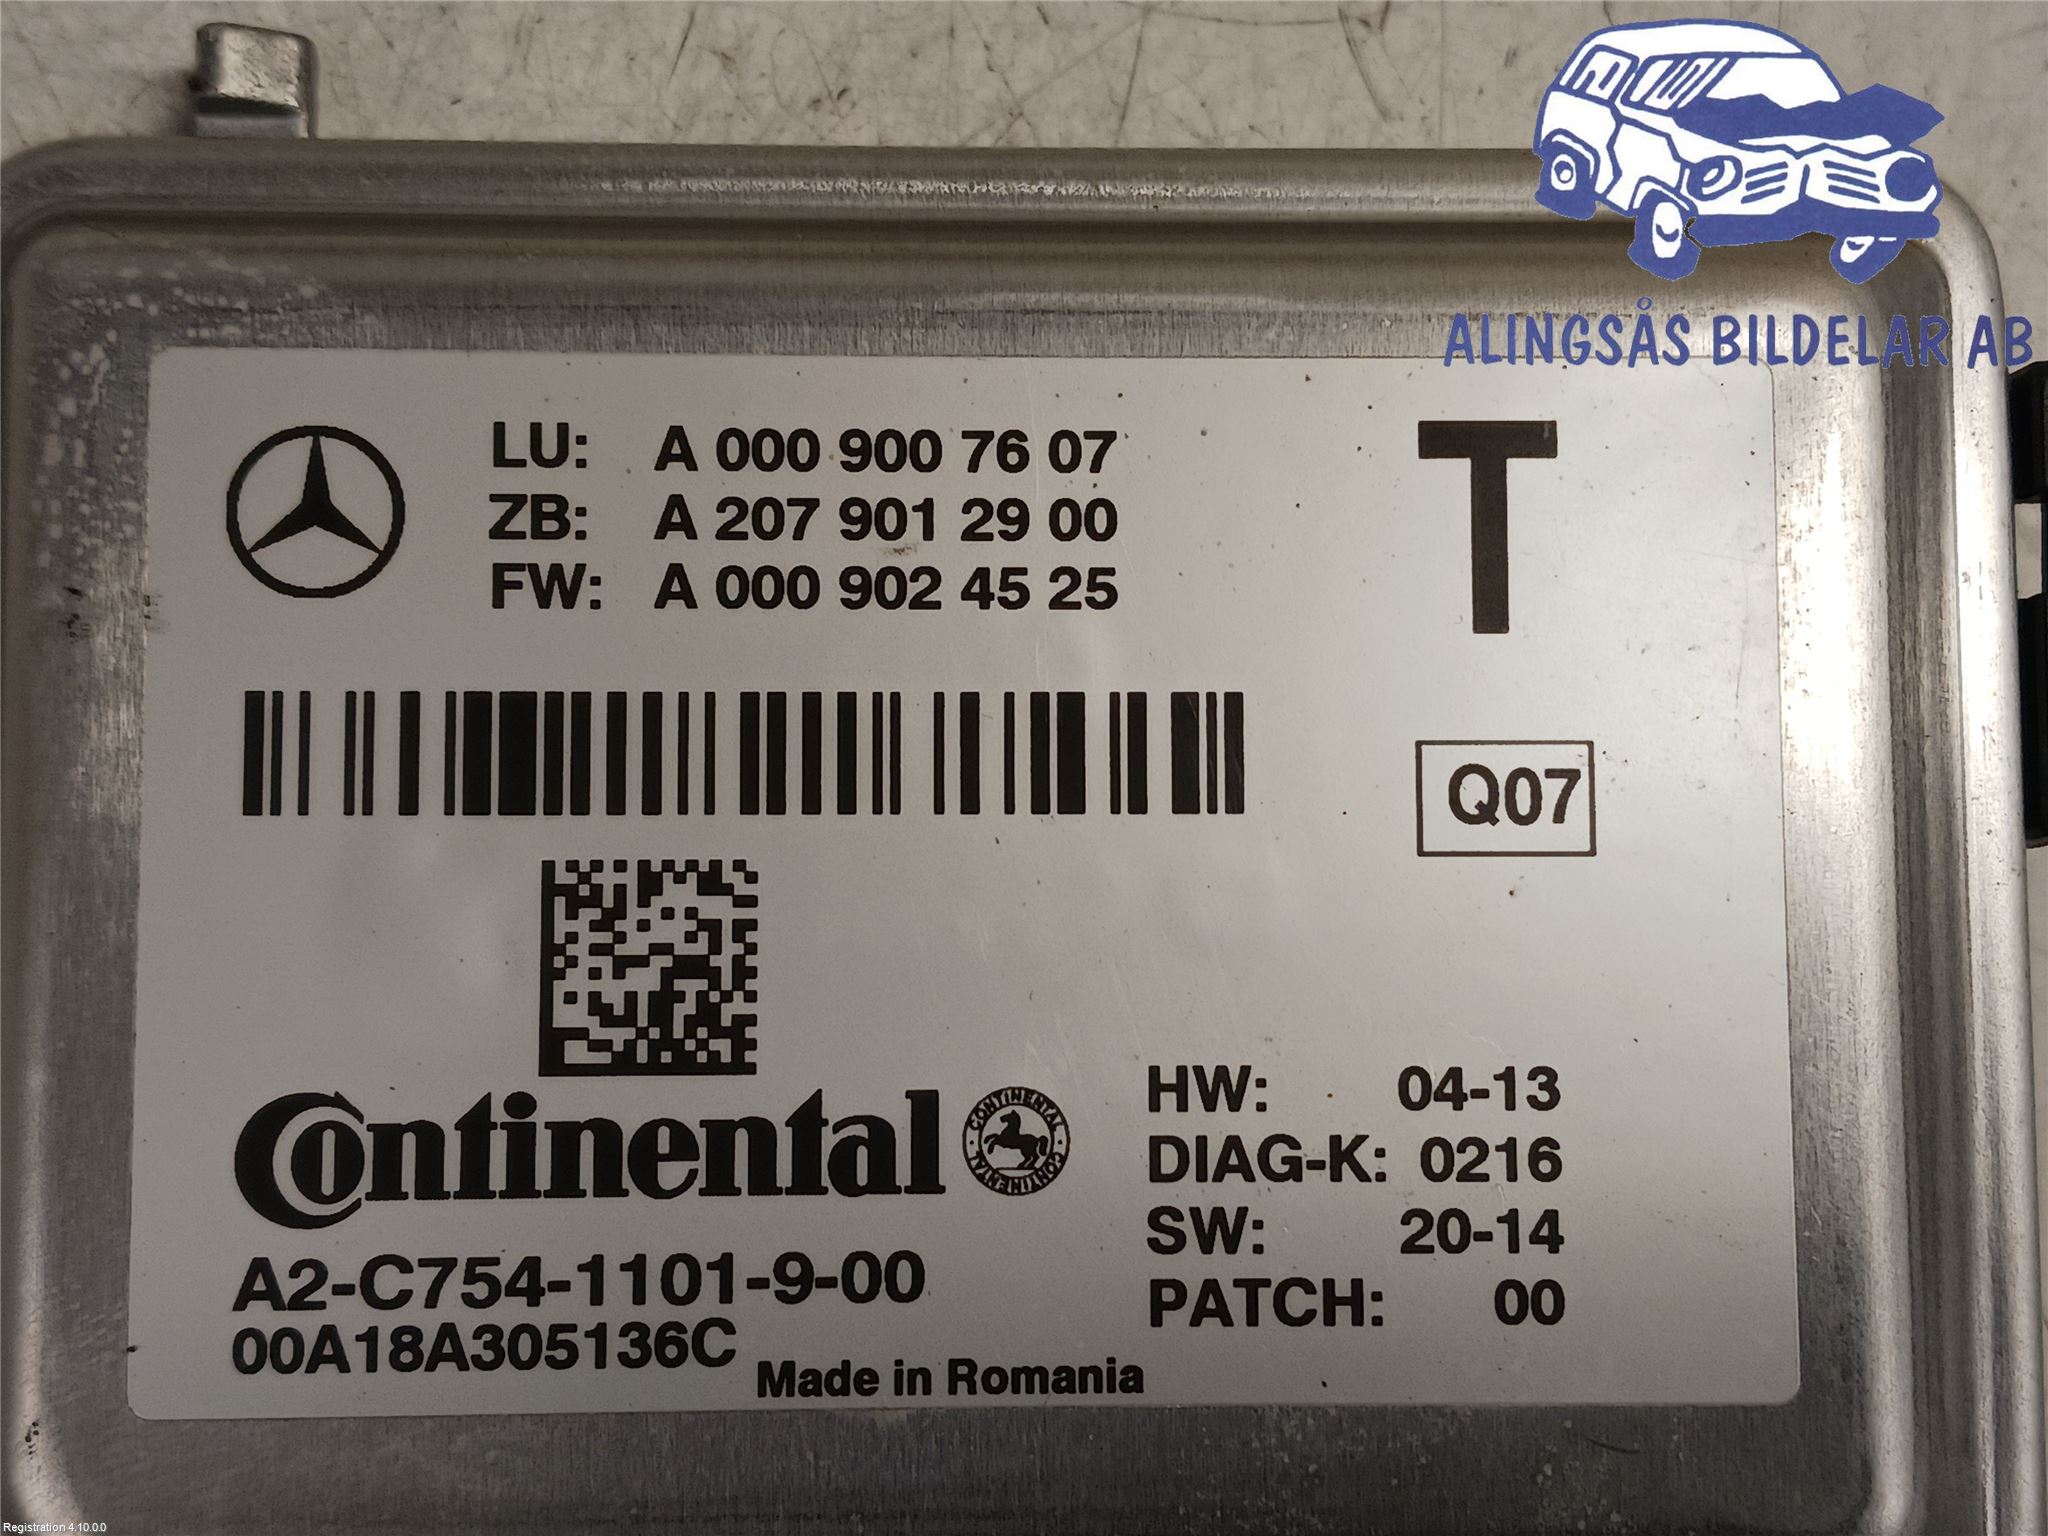 ALINGSÅS BILDELAR AB
LU: A 000 900 76 07
ZB: A 207 901 29 00
FW: A 000 902 45 25
T
Q07
Continental
CONTINENTAL · CONTINENTAL ·
HW: 04-13
DIAG-K: 0216
SW: 20-14
PATCH: 00
A2-C754-1101-9-00
00A18A305136C
Made in Romania
Registration 4.10.0.0